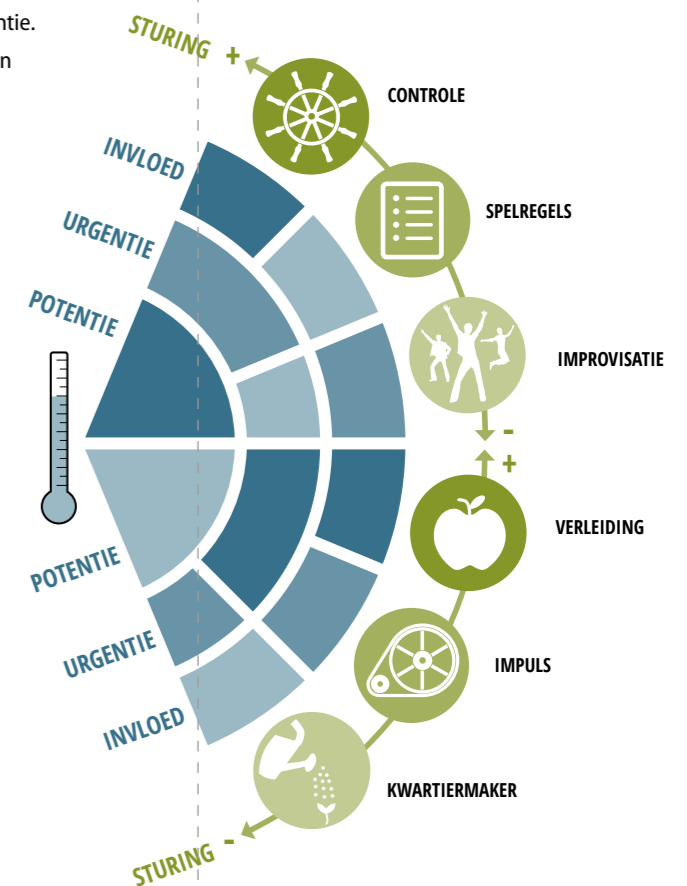 ntie.
n
STURING +
CONTROLE
INVLOED
SPELREGELS
URGENTIE
POTENTIE
IMPROVISATIE
-
+
VERLEIDING
POTENTIE
URGENTIE
IMPULS
INVLOED
KWARTIERMAKER
STURING -